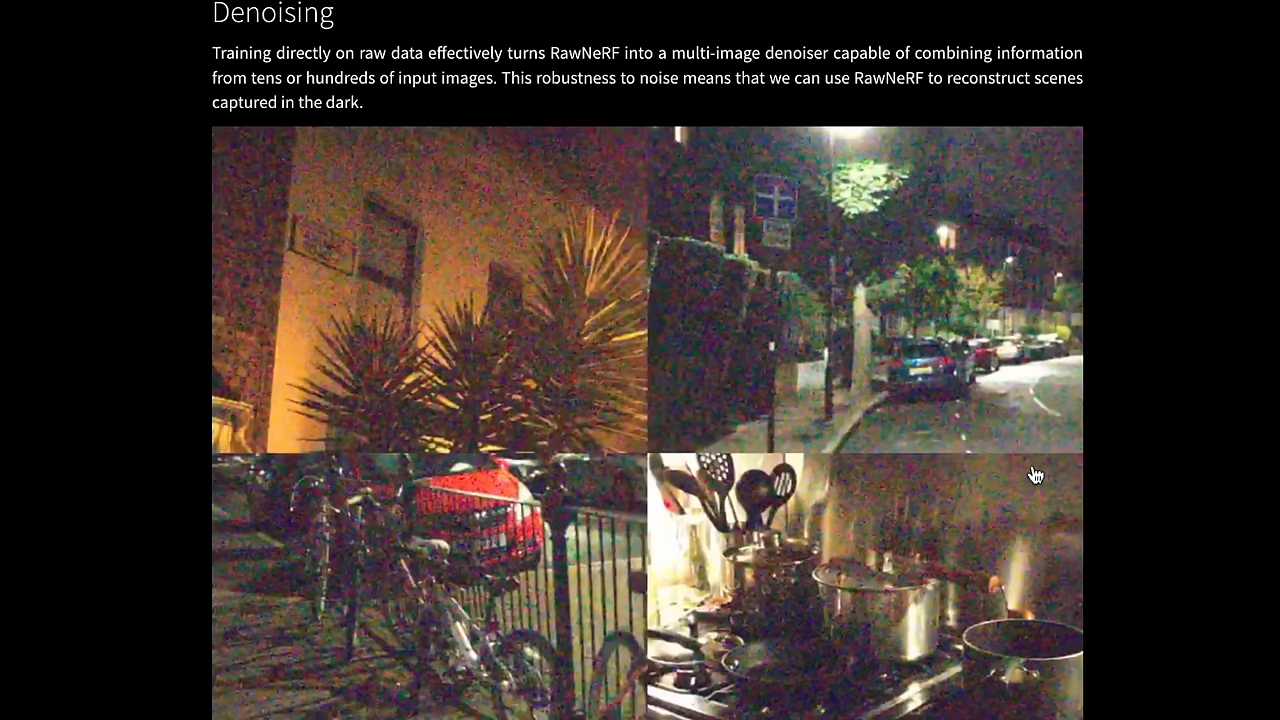 Denoising
Training directly on raw data effectively turns RawNeRF into a multi-image denoiser capable of combining information
from tens or hundreds of input images. This robustness to noise means that we can use RawNeRF to reconstruct scenes
captured in the dark.